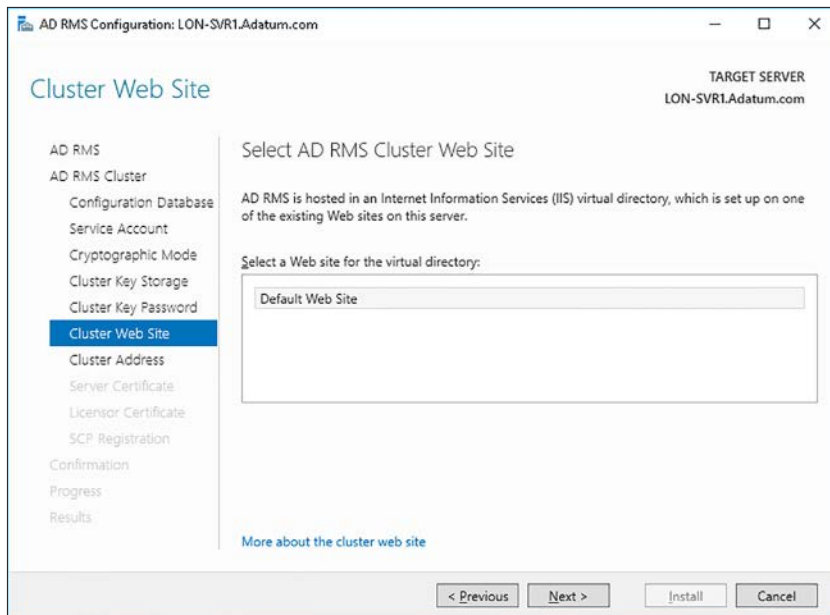 AD RMS Configuration: LON-SVR1.Adatum.com
Cluster Web Site
TARGET SERVER
LON-SVR1.Adatum.com
AD RMS
AD RMS Cluster
Configuration Database
Service Account
Cryptographic Mode
Cluster Key Storage
Cluster Key Password
Cluster Web Site
Cluster Address
Server Certificate
Licensor Certificate
SCP Registration
Confirmation
Progress
Results
Select AD RMS Cluster Web Site
AD RMS is hosted in an Internet Information Services (IIS) virtual directory, which is set up on one
of the existing Web sites on this server.
Select a Web site for the virtual directory:
Default Web Site
More about the cluster web site
< Previous
Next >
Install
Cancel